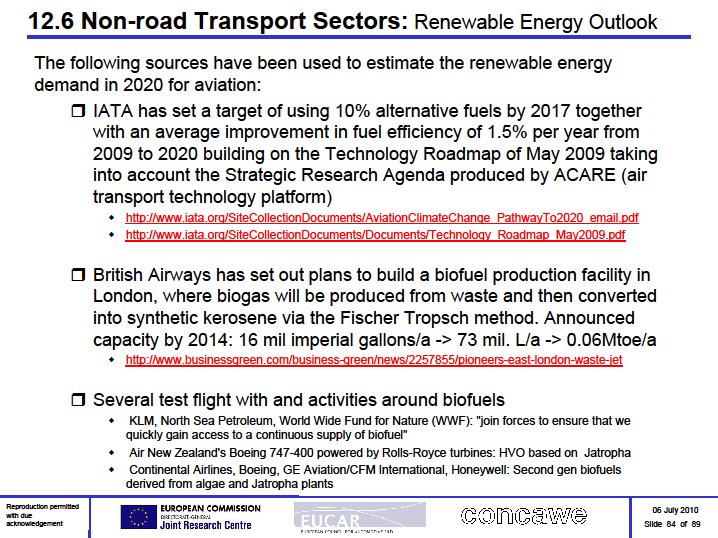 12.6 Non-road Transport Sectors: Renewable Energy Outlook
The following sources have been used to estimate the renewable energy
demand in 2020 for aviation:
❒ IATA has set a target of using 10% alternative fuels by 2017 together
with an average improvement in fuel efficiency of 1.5% per year from
2009 to 2020 building on the Technology Roadmap of May 2009 taking
into account the Strategic Research Agenda produced by ACARE (air
transport technology platform)
◆ http://www.iata.org/SiteCollectionDocuments/AviationClimateChange_PathwayTo2020_email.pdf
◆ http://www.iata.org/SiteCollectionDocuments/Documents/Technology_Roadmap_May2009.pdf
❒ British Airways has set out plans to build a biofuel production facility in
London, where biogas will be produced from waste and then converted
into synthetic kerosene via the Fischer Tropsch method. Announced
capacity by 2014: 16 mil imperial gallons/a -> 73 mil. L/a -> 0.06Mtoe/a
◆ http://www.businessgreen.com/business-green/news/2257855/pioneers-east-london-waste-jet
❒ Several test flight with and activities around biofuels
◆ KLM, North Sea Petroleum, World Wide Fund for Nature (WWF): "join forces to ensure that we
quickly gain access to a continuous supply of biofuel"
◆ Air New Zealand's Boeing 747-400 powered by Rolls-Royce turbines: HVO based on Jatropha
◆ Continental Airlines, Boeing, GE Aviation/CFM International, Honeywell: Second gen biofuels
derived from algae and Jatropha plants
Reproduction permitted
with due
acknowledgement
EUROPEAN COMMISSION
DIRECTORATE-GENERAL
Joint Research Centre
EUCAR
EUROPEAN COUNCIL FOR AUTOMOTIVE R&D
concawe
06 July 2010
Slide 84 of 89